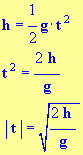 h = 1/2 g · t²
t² = 2 h / g
|t| = √(2 h / g)